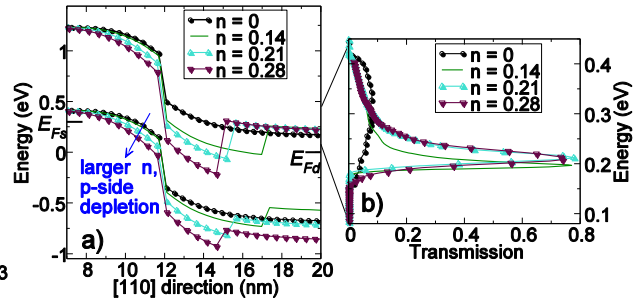 n = 0
n = 0.14
n = 0.21
n = 0.28
1
0.5
0
-0.5
-1
Energy (eV)
E_Fs
E_Fd
larger n,
p-side
depletion
a)
8 10 12 14 16 18 20
[110] direction (nm)
3
n = 0
n = 0.14
n = 0.21
n = 0.28
0.4
0.3
0.2
0.1
Energy (eV)
b)
0 0.2 0.4 0.6 0.8
Transmission